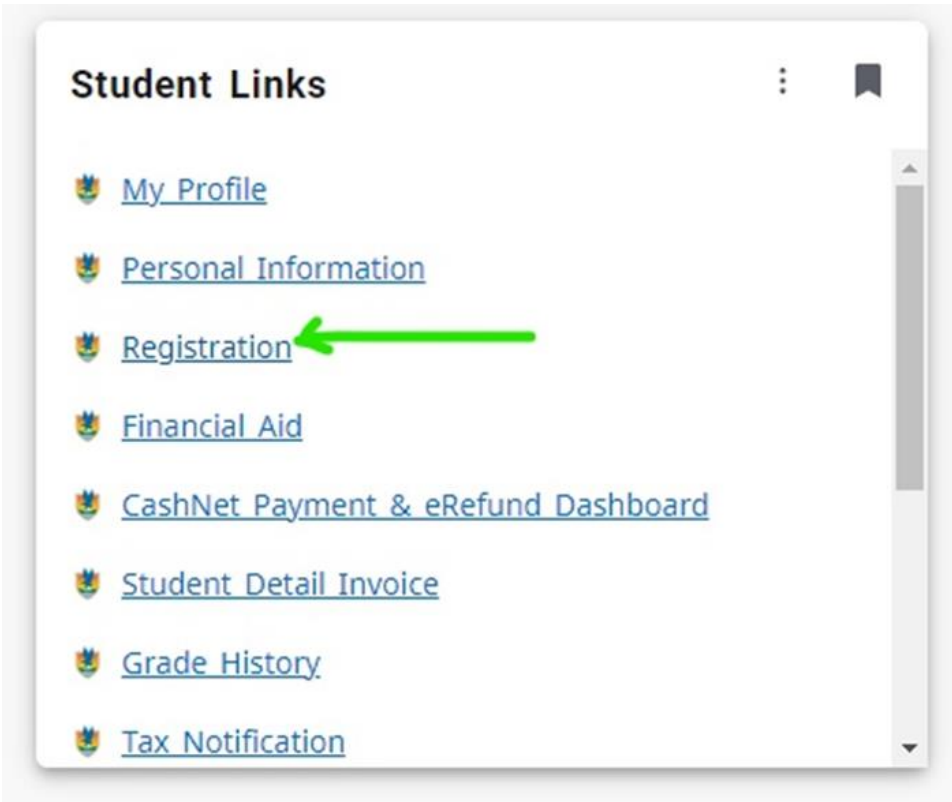 Student Links
My Profile
Personal Information
Registration
Financial Aid
CashNet Payment & eRefund Dashboard
Student Detail Invoice
Grade History
Tax Notification